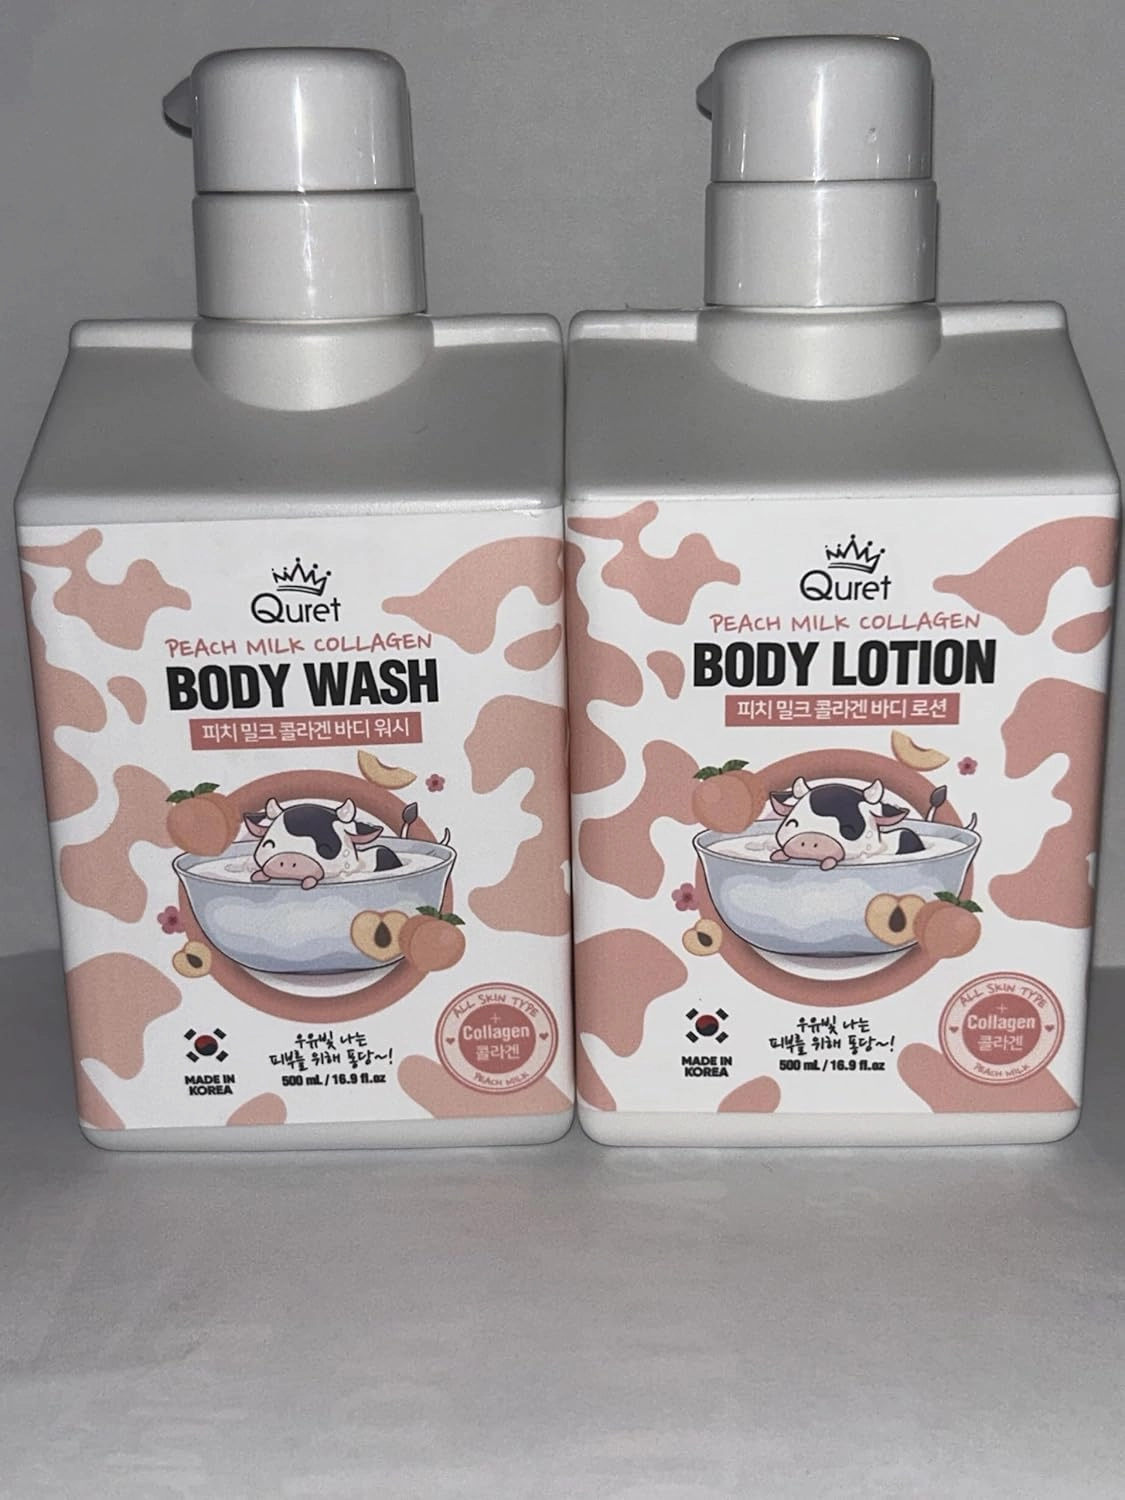 Quret
PEACH MILK COLLAGEN
BODY WASH
피치 밀크 콜라겐 바디 워시
MADE IN
KOREA
우유빛 나는
피부를 위해 퐁당~!
500 mL / 16.9 fl.oz
ALL SKIN TYPE
+
Collagen
콜라겐
PEACH MILK
Quret
PEACH MILK COLLAGEN
BODY LOTION
피치 밀크 콜라겐 바디 로션
MADE IN
KOREA
우유빛 나는
피부를 위해 퐁당~!
500 mL / 16.9 fl.oz
ALL SKIN TYPE
+
Collagen
콜라겐
PEACH MILK